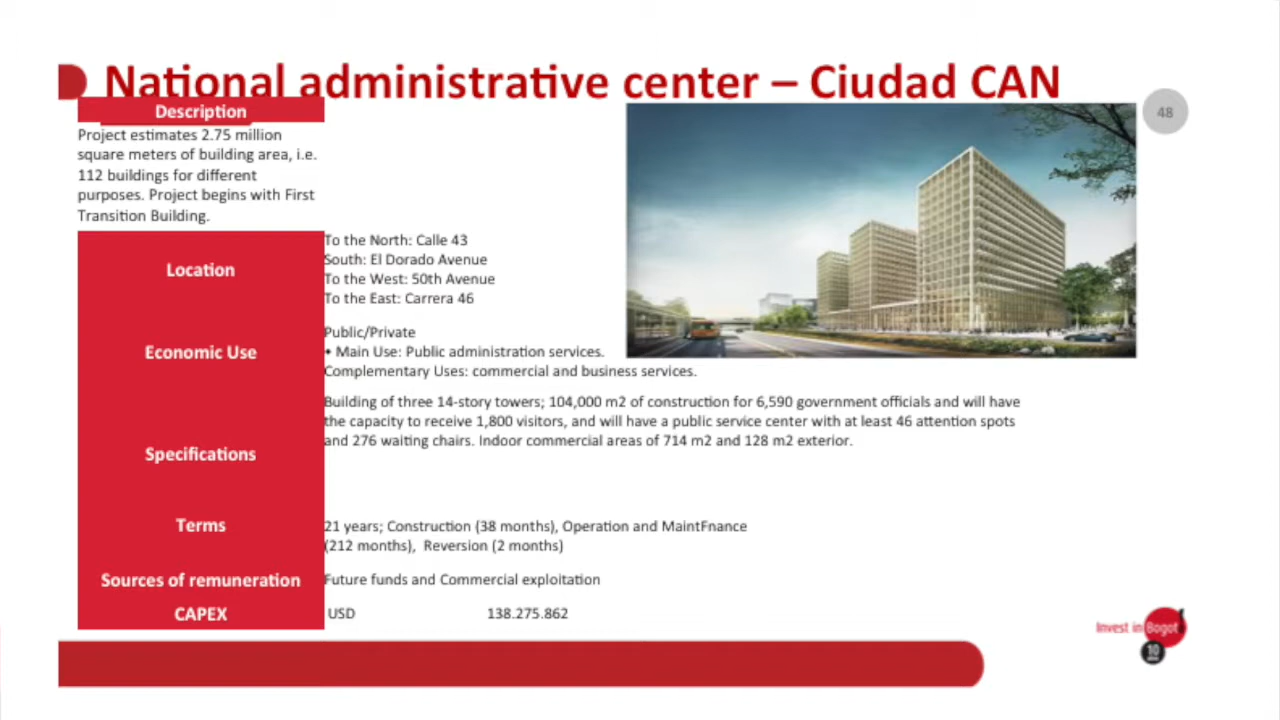 National administrative center – Ciudad CAN
48
Description
Project estimates 2.75 million
square meters of building area, i.e.
112 buildings for different
purposes. Project begins with First
Transition Building.
Location
To the North: Calle 43
South: El Dorado Avenue
To the West: 50th Avenue
To the East: Carrera 46
Economic Use
Public/Private
• Main Use: Public administration services.
Complementary Uses: commercial and business services.
Specifications
Building of three 14-story towers; 104,000 m2 of construction for 6,590 government officials and will have
the capacity to receive 1,800 visitors, and will have a public service center with at least 46 attention spots
and 276 waiting chairs. Indoor commercial areas of 714 m2 and 128 m2 exterior.
Terms
21 years; Construction (38 months), Operation and MaintFnance
(212 months), Reversion (2 months)
Sources of remuneration
Future funds and Commercial exploitation
CAPEX
USD 138.275.862
Invest in Bogot
10